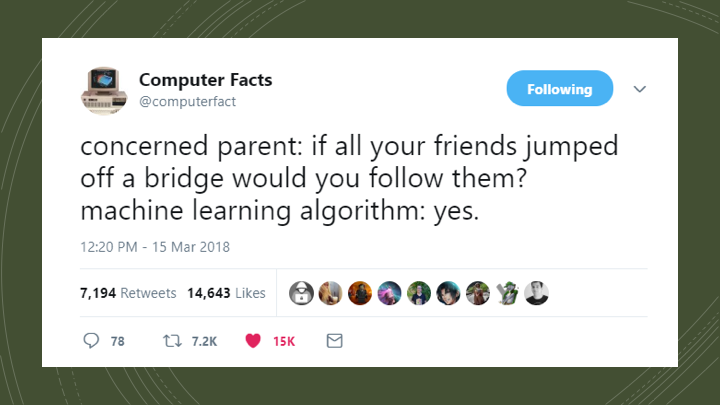 Computer Facts
@computerfact
Following
concerned parent: if all your friends jumped
off a bridge would you follow them?
machine learning algorithm: yes.
12:20 PM - 15 Mar 2018
7,194 Retweets 14,643 Likes
78 7.2K 15K